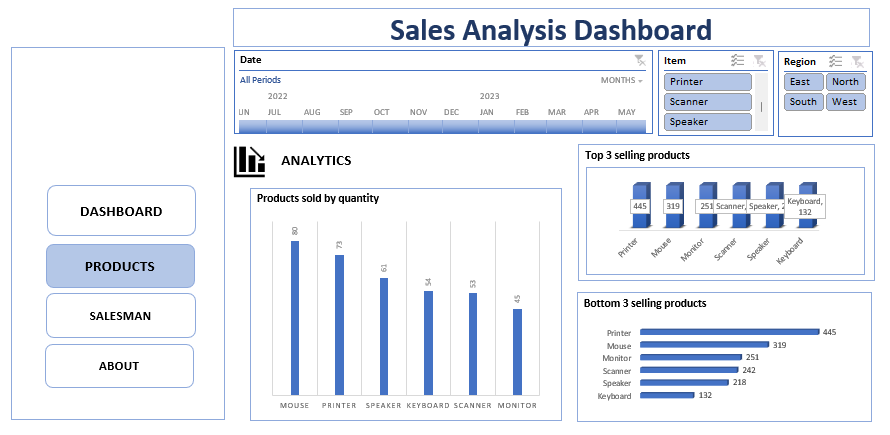 Sales Analysis Dashboard
Date
All Periods
MONTHS
2022
2023
JUL
AUG
SEP
OCT
NOV
DEC
JAN
FEB
MAR
APR
MAY
Item
Printer
Scanner
Speaker
Region
East
North
South
West
DASHBOARD
PRODUCTS
SALESMAN
ABOUT
ANALYTICS
Products sold by quantity
80
73
61
54
53
45
MOUSE
PRINTER
SPEAKER
KEYBOARD
SCANNER
MONITOR
Top 3 selling products
445
319
251
Scanner,
Speaker, 2
Keyboard,
132
Printer
Mouse
Monitor
Scanner
Speaker
Keyboard
Bottom 3 selling products
Printer 445
Mouse 319
Monitor 251
Scanner 242
Speaker 218
Keyboard 132